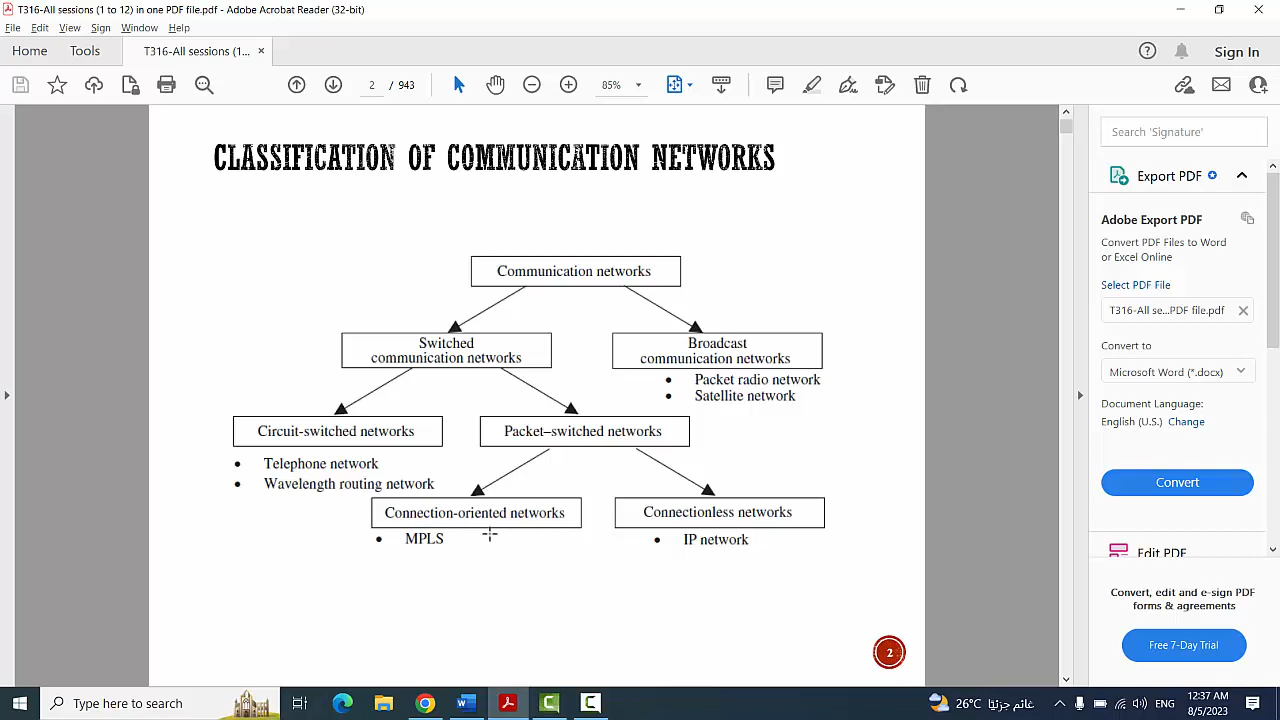 T316-All sessions (1 to 12) in one PDF file.pdf - Adobe Acrobat Reader (32-bit)
File Edit View Sign Window Help
Home Tools T316-All sessions (1... × Sign In
2 / 943 85%
CLASSIFICATION OF COMMUNICATION NETWORKS
Communication networks
Switched
communication networks
Broadcast
communication networks
• Packet radio network
• Satellite network
Circuit-switched networks
Packet–switched networks
• Telephone network
• Wavelength routing network
Connection-oriented networks
Connectionless networks
• MPLS
• IP network
2
Search 'Signature'
Export PDF
Adobe Export PDF
Convert PDF Files to Word
or Excel Online
Select PDF File
T316-All se...PDF file.pdf
Convert to
Microsoft Word (*.docx)
Document Language:
English (U.S.) Change
Convert
Edit PDF
Convert, edit and e-sign PDF
forms & agreements
Free 7-Day Trial
Type here to search
26°C غائم جزئيًا
ENG
12:37 AM
8/5/2023